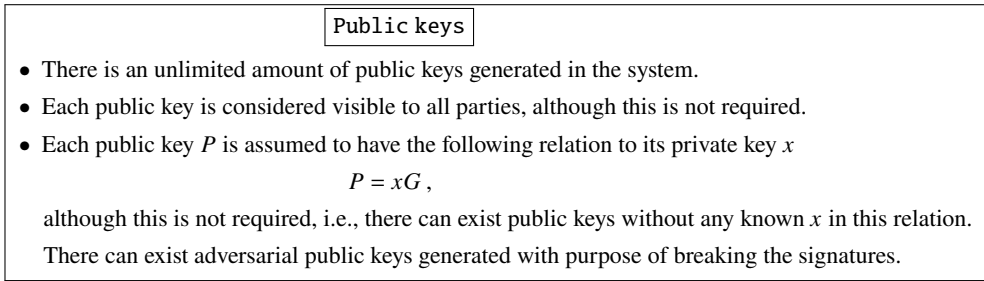 Public keys
• There is an unlimited amount of public keys generated in the system.
• Each public key is considered visible to all parties, although this is not required.
• Each public key P is assumed to have the following relation to its private key x
P = xG ,
although this is not required, i.e., there can exist public keys without any known x in this relation.
There can exist adversarial public keys generated with purpose of breaking the signatures.